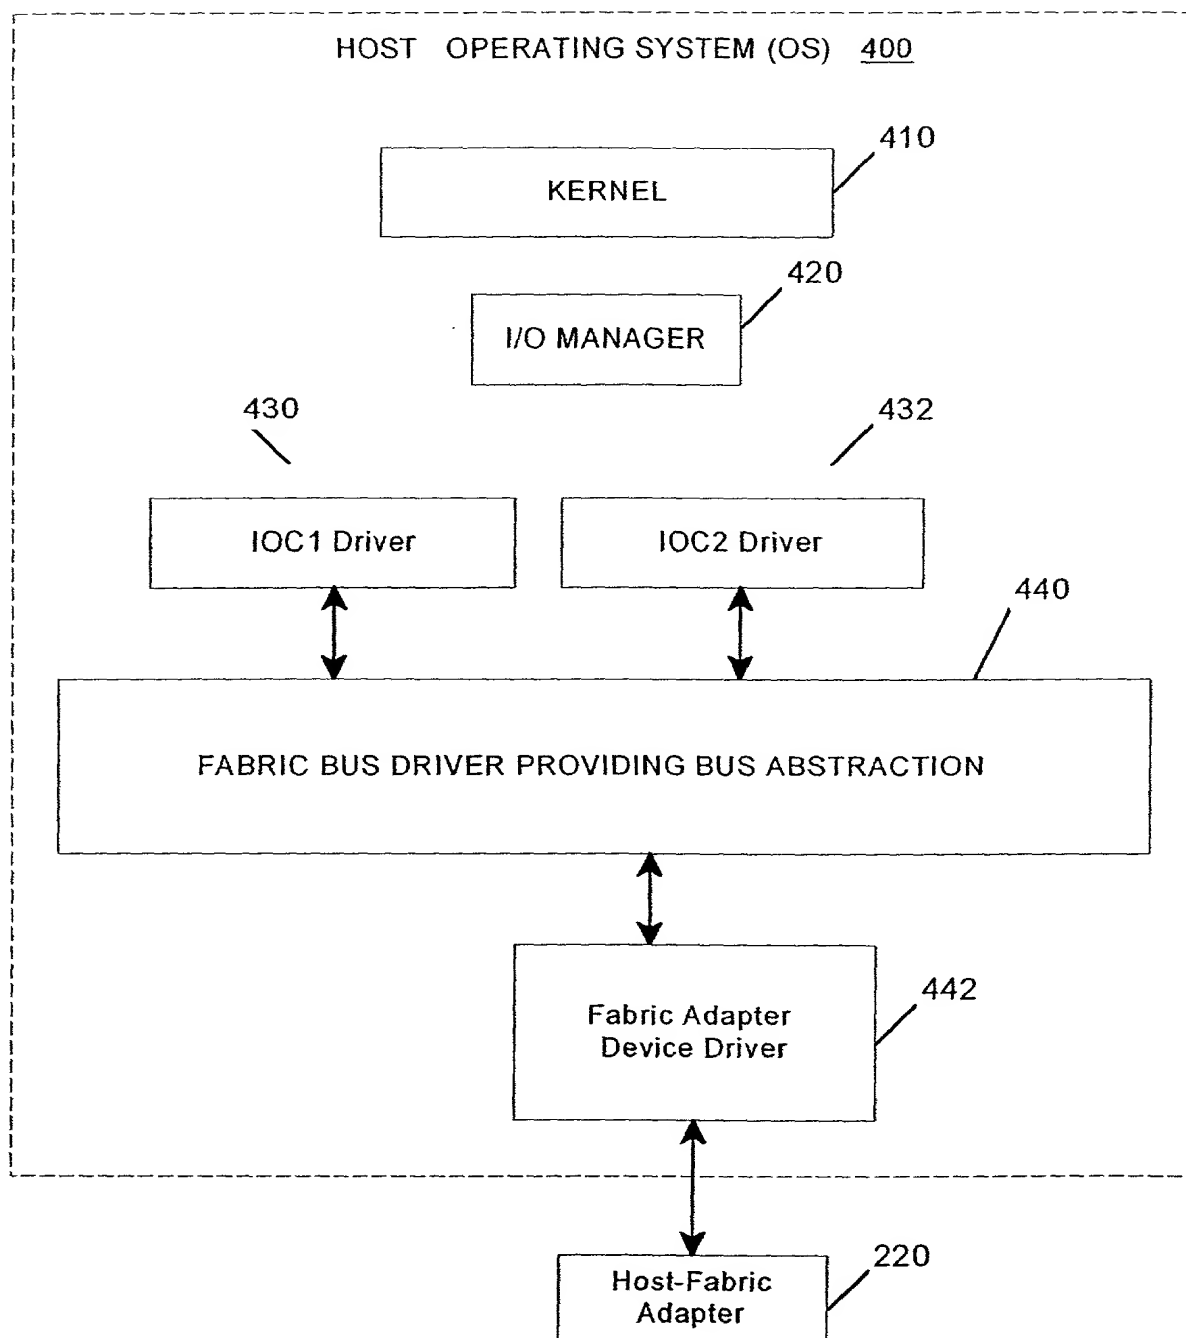 HOST OPERATING SYSTEM (OS) 400
410
KERNEL
420
I/O MANAGER
430
432
IOC1 Driver
IOC2 Driver
440
FABRIC BUS DRIVER PROVIDING BUS ABSTRACTION
442
Fabric Adapter
Device Driver
220
Host-Fabric
Adapter